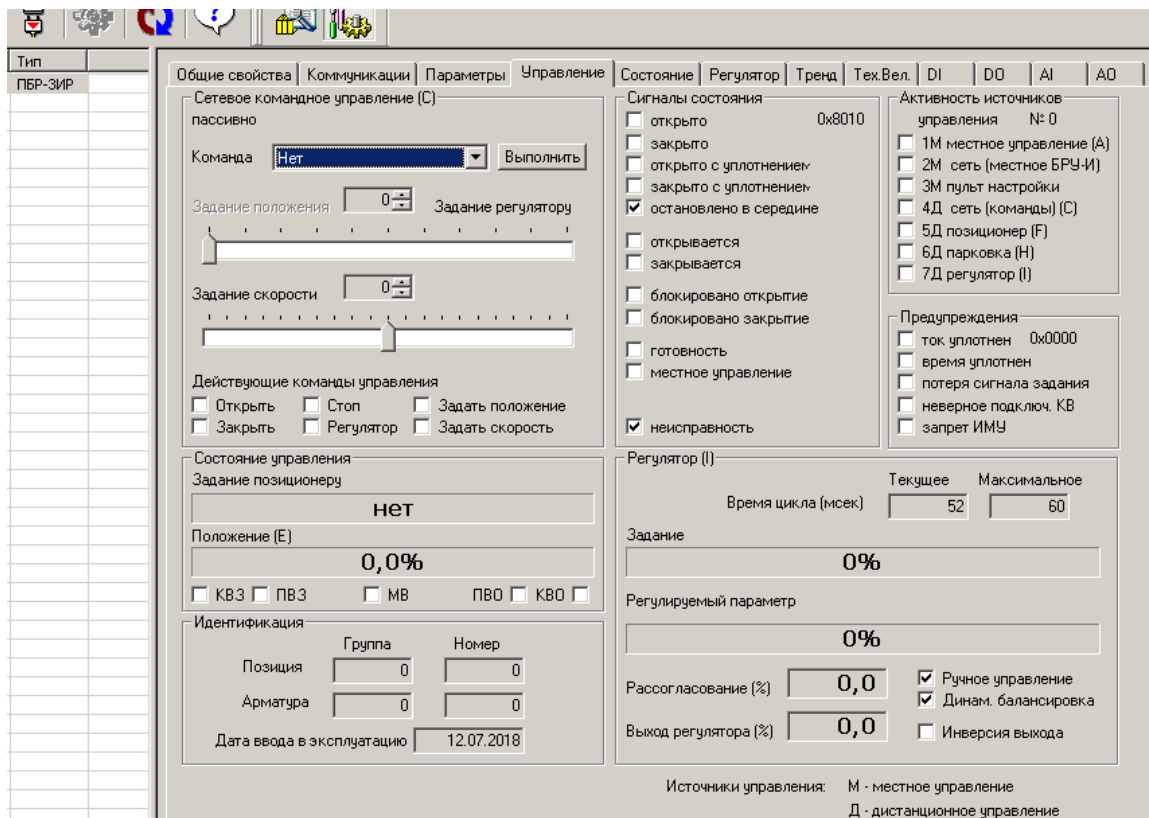 Тип
ПБР-ЗИР
Общие свойства Коммуникации Параметры Управление Состояние Регулятор Тренд Тех.Вел. DI DO AI AO
Сетевое командное управление (C)
пассивно
Команда Нет Выполнить
Задание положения 0 Задание регулятору
Задание скорости 0
Действующие команды управления
Открыть Стоп Задать положение
Закрыть Регулятор Задать скорость
Сигналы состояния
открыто 0x8010
закрыто
открыто с уплотнением
закрыто с уплотнением
остановлено в середине
открывается
закрывается
блокировано открытие
блокировано закрытие
готовность
местное управление
неисправность
Активность источников
управления № 0
1М местное управление (А)
2М сеть (местное БРУ-И)
3М пульт настройки
4Д сеть (команды) (C)
5Д позиционер (F)
6Д парковка (H)
7Д регулятор (I)
Предупреждения
ток уплотнен 0x0000
время уплотнен
потеря сигнала задания
неверное подключ. КВ
запрет ИМУ
Состояние управления
Задание позиционеру
нет
Положение (E)
0,0%
КВЗ ПВЗ МВ ПВО КВО
Идентификация
Группа Номер
Позиция 0 0
Арматура 0 0
Дата ввода в эксплуатацию 12.07.2018
Регулятор (I)
Текущее Максимальное
Время цикла (мсек) 52 60
Задание
0%
Регулируемый параметр
0%
Рассогласование (%) 0,0
Выход регулятора (%) 0,0
Ручное управление
Динам. балансировка
Инверсия выхода
Источники управления: М - местное управление
Д - дистанционное управление